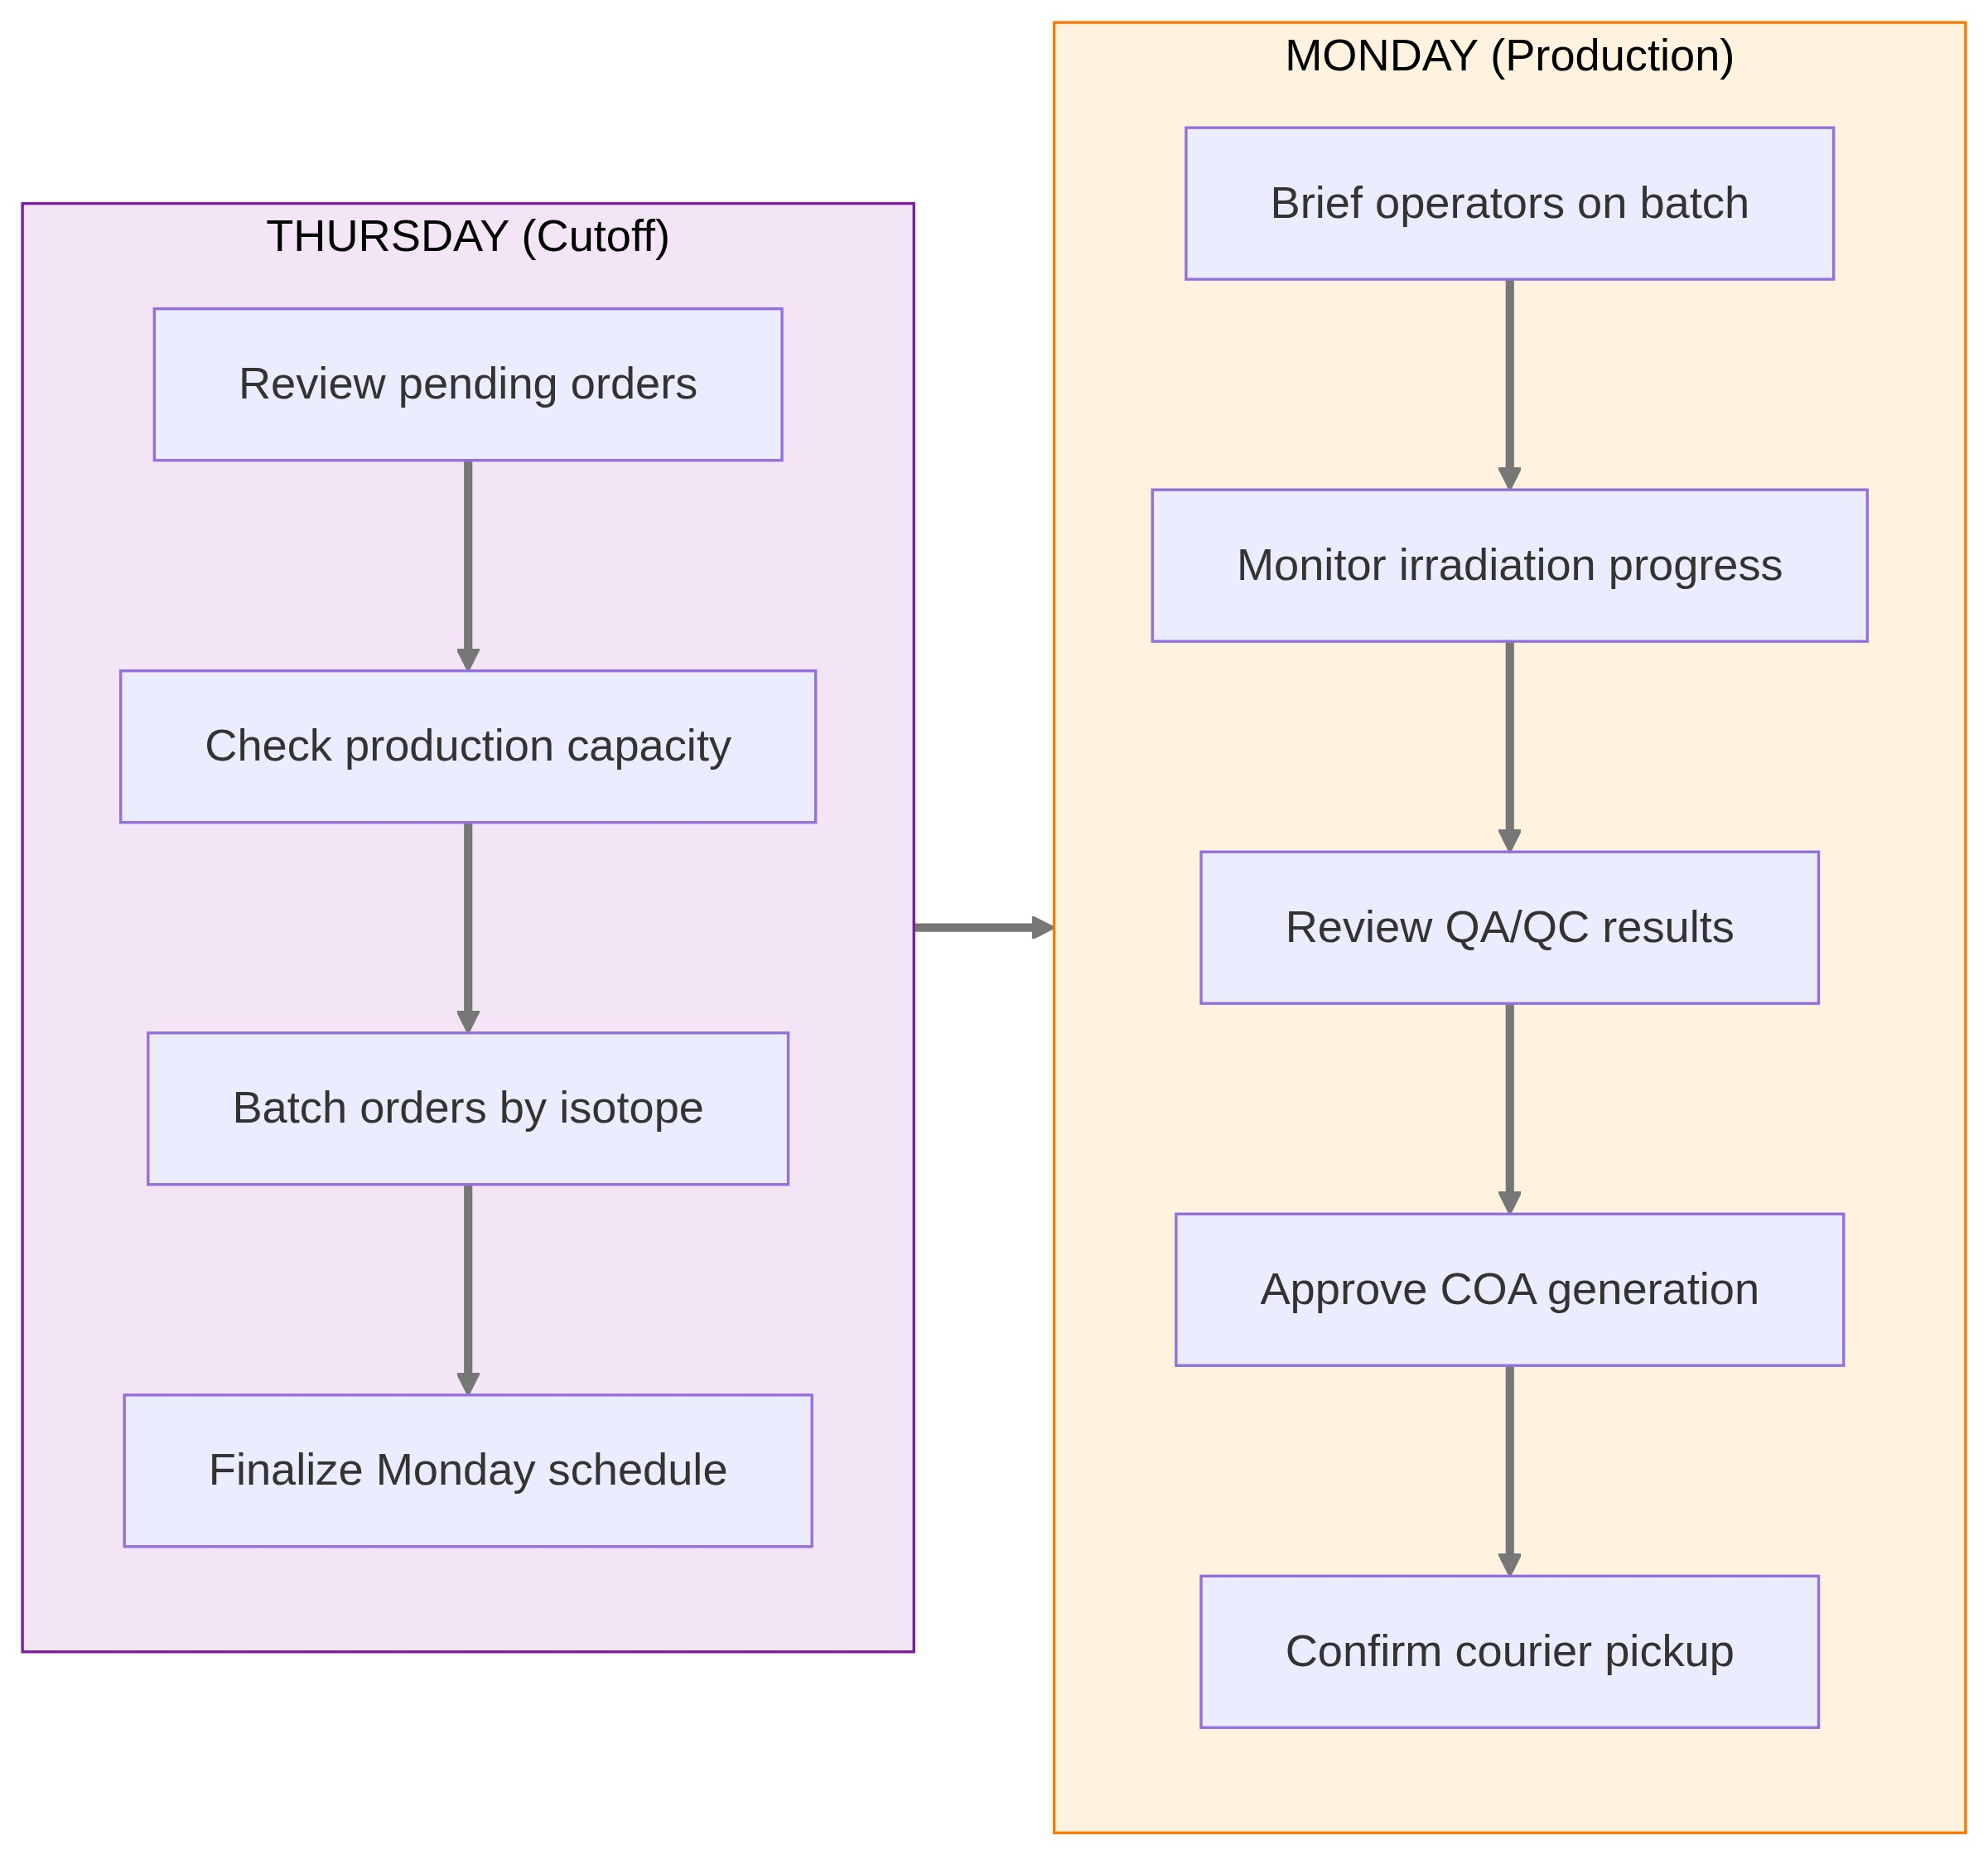 THURSDAY (Cutoff)
Review pending orders
Check production capacity
Batch orders by isotope
Finalize Monday schedule
MONDAY (Production)
Brief operators on batch
Monitor irradiation progress
Review QA/QC results
Approve COA generation
Confirm courier pickup